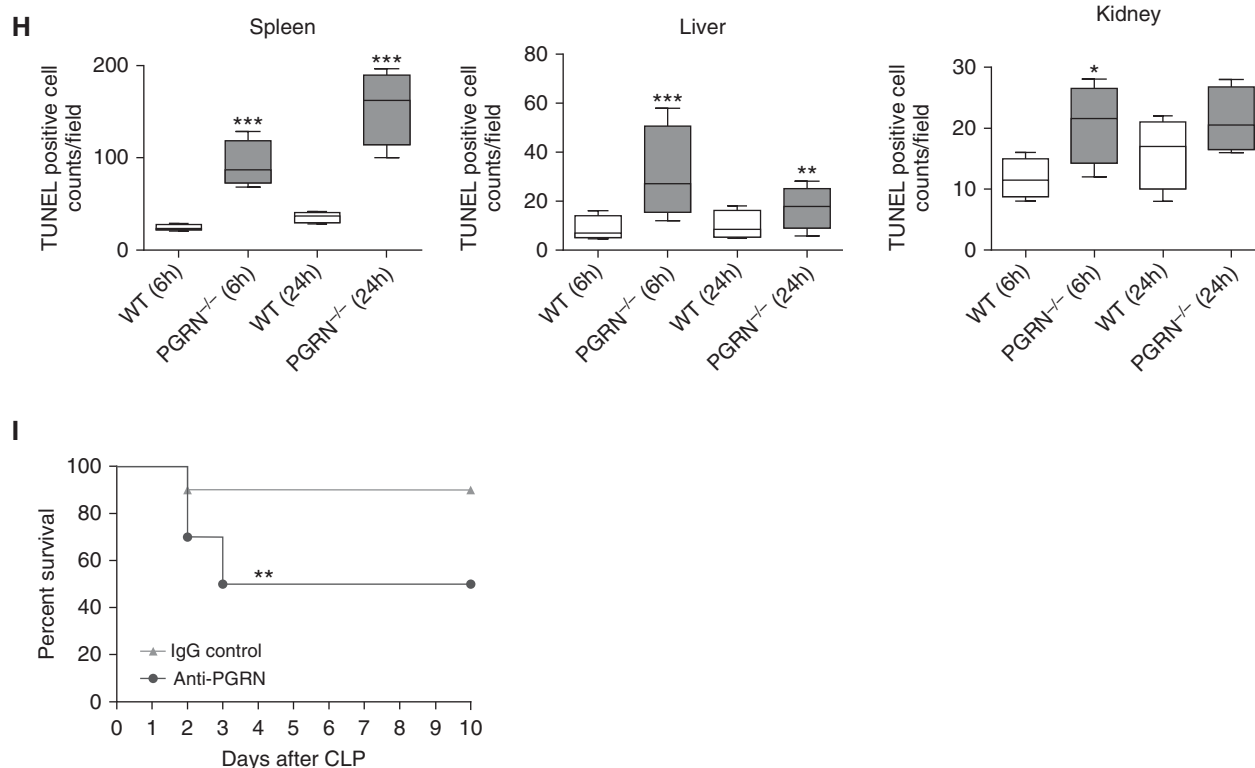 H
Spleen
TUNEL positive cell
counts/field
200
100
0
***
***
WT (6h)
PGRN−/− (6h)
WT (24h)
PGRN−/− (24h)
Liver
TUNEL positive cell
counts/field
80
60
40
20
0
***
**
WT (6h)
PGRN−/− (6h)
WT (24h)
PGRN−/− (24h)
Kidney
TUNEL positive cell
counts/field
30
20
10
0
*
WT (6h)
PGRN−/− (6h)
WT (24h)
PGRN−/− (24h)
I
Percent survival
100
80
60
40
20
0
**
IgG control
Anti-PGRN
0 1 2 3 4 5 6 7 8 9 10
Days after CLP